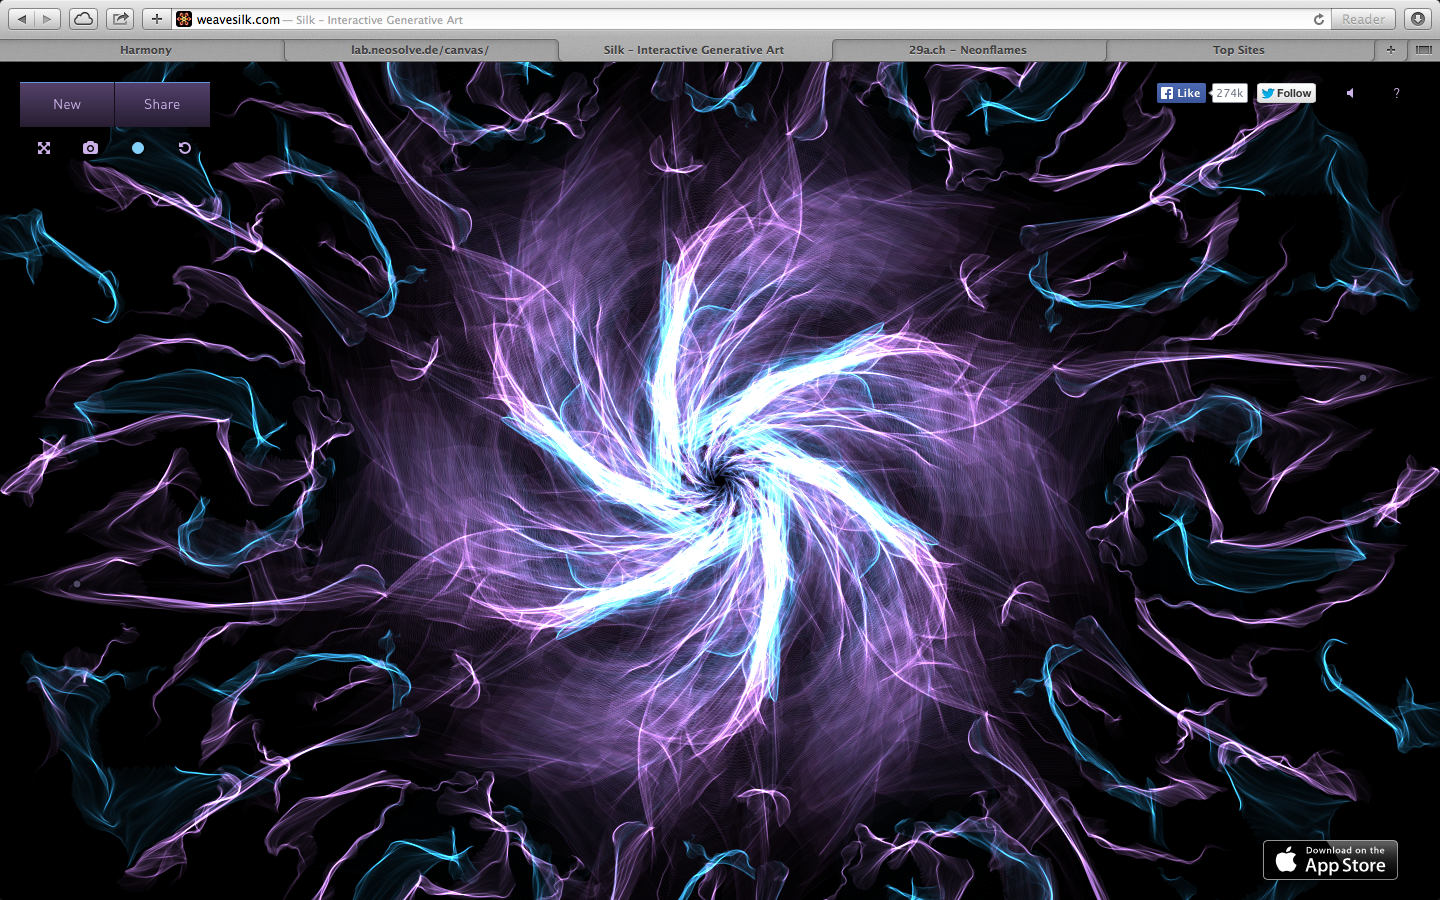 weavesilk.com — Silk – Interactive Generative Art
Reader
Harmony
lab.neosolve.de/canvas/
Silk – Interactive Generative Art
29a.ch – Neonflames
Top Sites
New
Share
Like
274k
Follow
?
Download on the
App Store